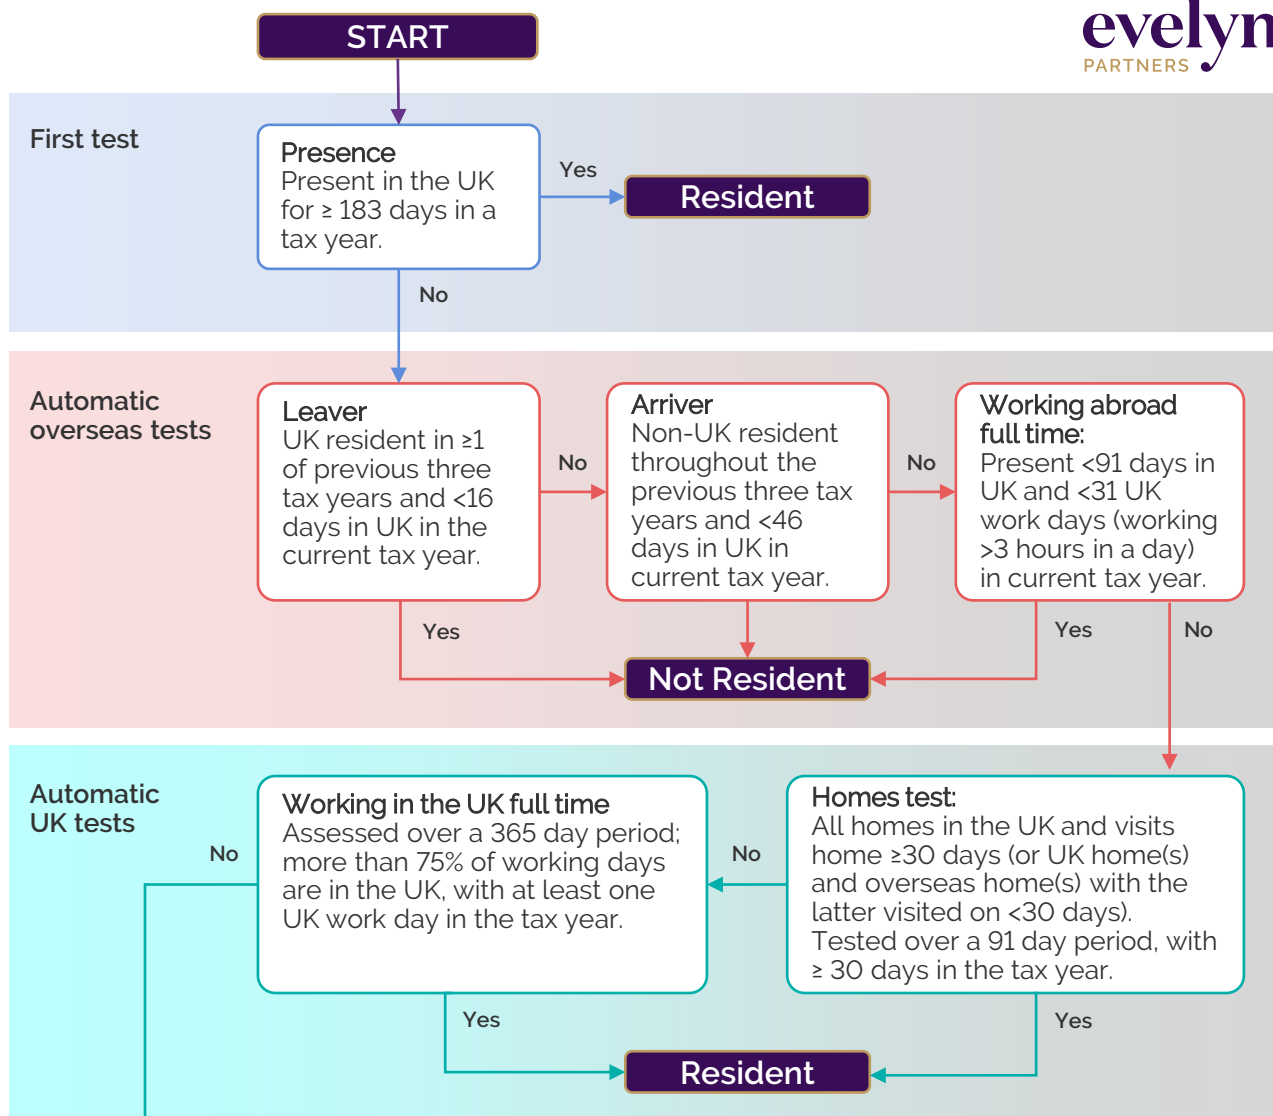 START
evelyn
PARTNERS
First test
Presence
Present in the UK
for ≥ 183 days in a
tax year.
Yes
Resident
No
Automatic
overseas tests
Leaver
UK resident in ≥1
of previous three
tax years and <16
days in UK in the
current tax year.
No
Arriver
Non-UK resident
throughout the
previous three tax
years and <46
days in UK in
current tax year.
No
Working abroad
full time:
Present <91 days in
UK and <31 UK
work days (working
>3 hours in a day)
in current tax year.
Yes
Yes
No
Not Resident
Automatic
UK tests
No
Working in the UK full time
Assessed over a 365 day period;
more than 75% of working days
are in the UK, with at least one
UK work day in the tax year.
No
Homes test:
All homes in the UK and visits
home ≥30 days (or UK home(s)
and overseas home(s) with the
latter visited on <30 days).
Tested over a 91 day period, with
≥ 30 days in the tax year.
Yes
Yes
Resident